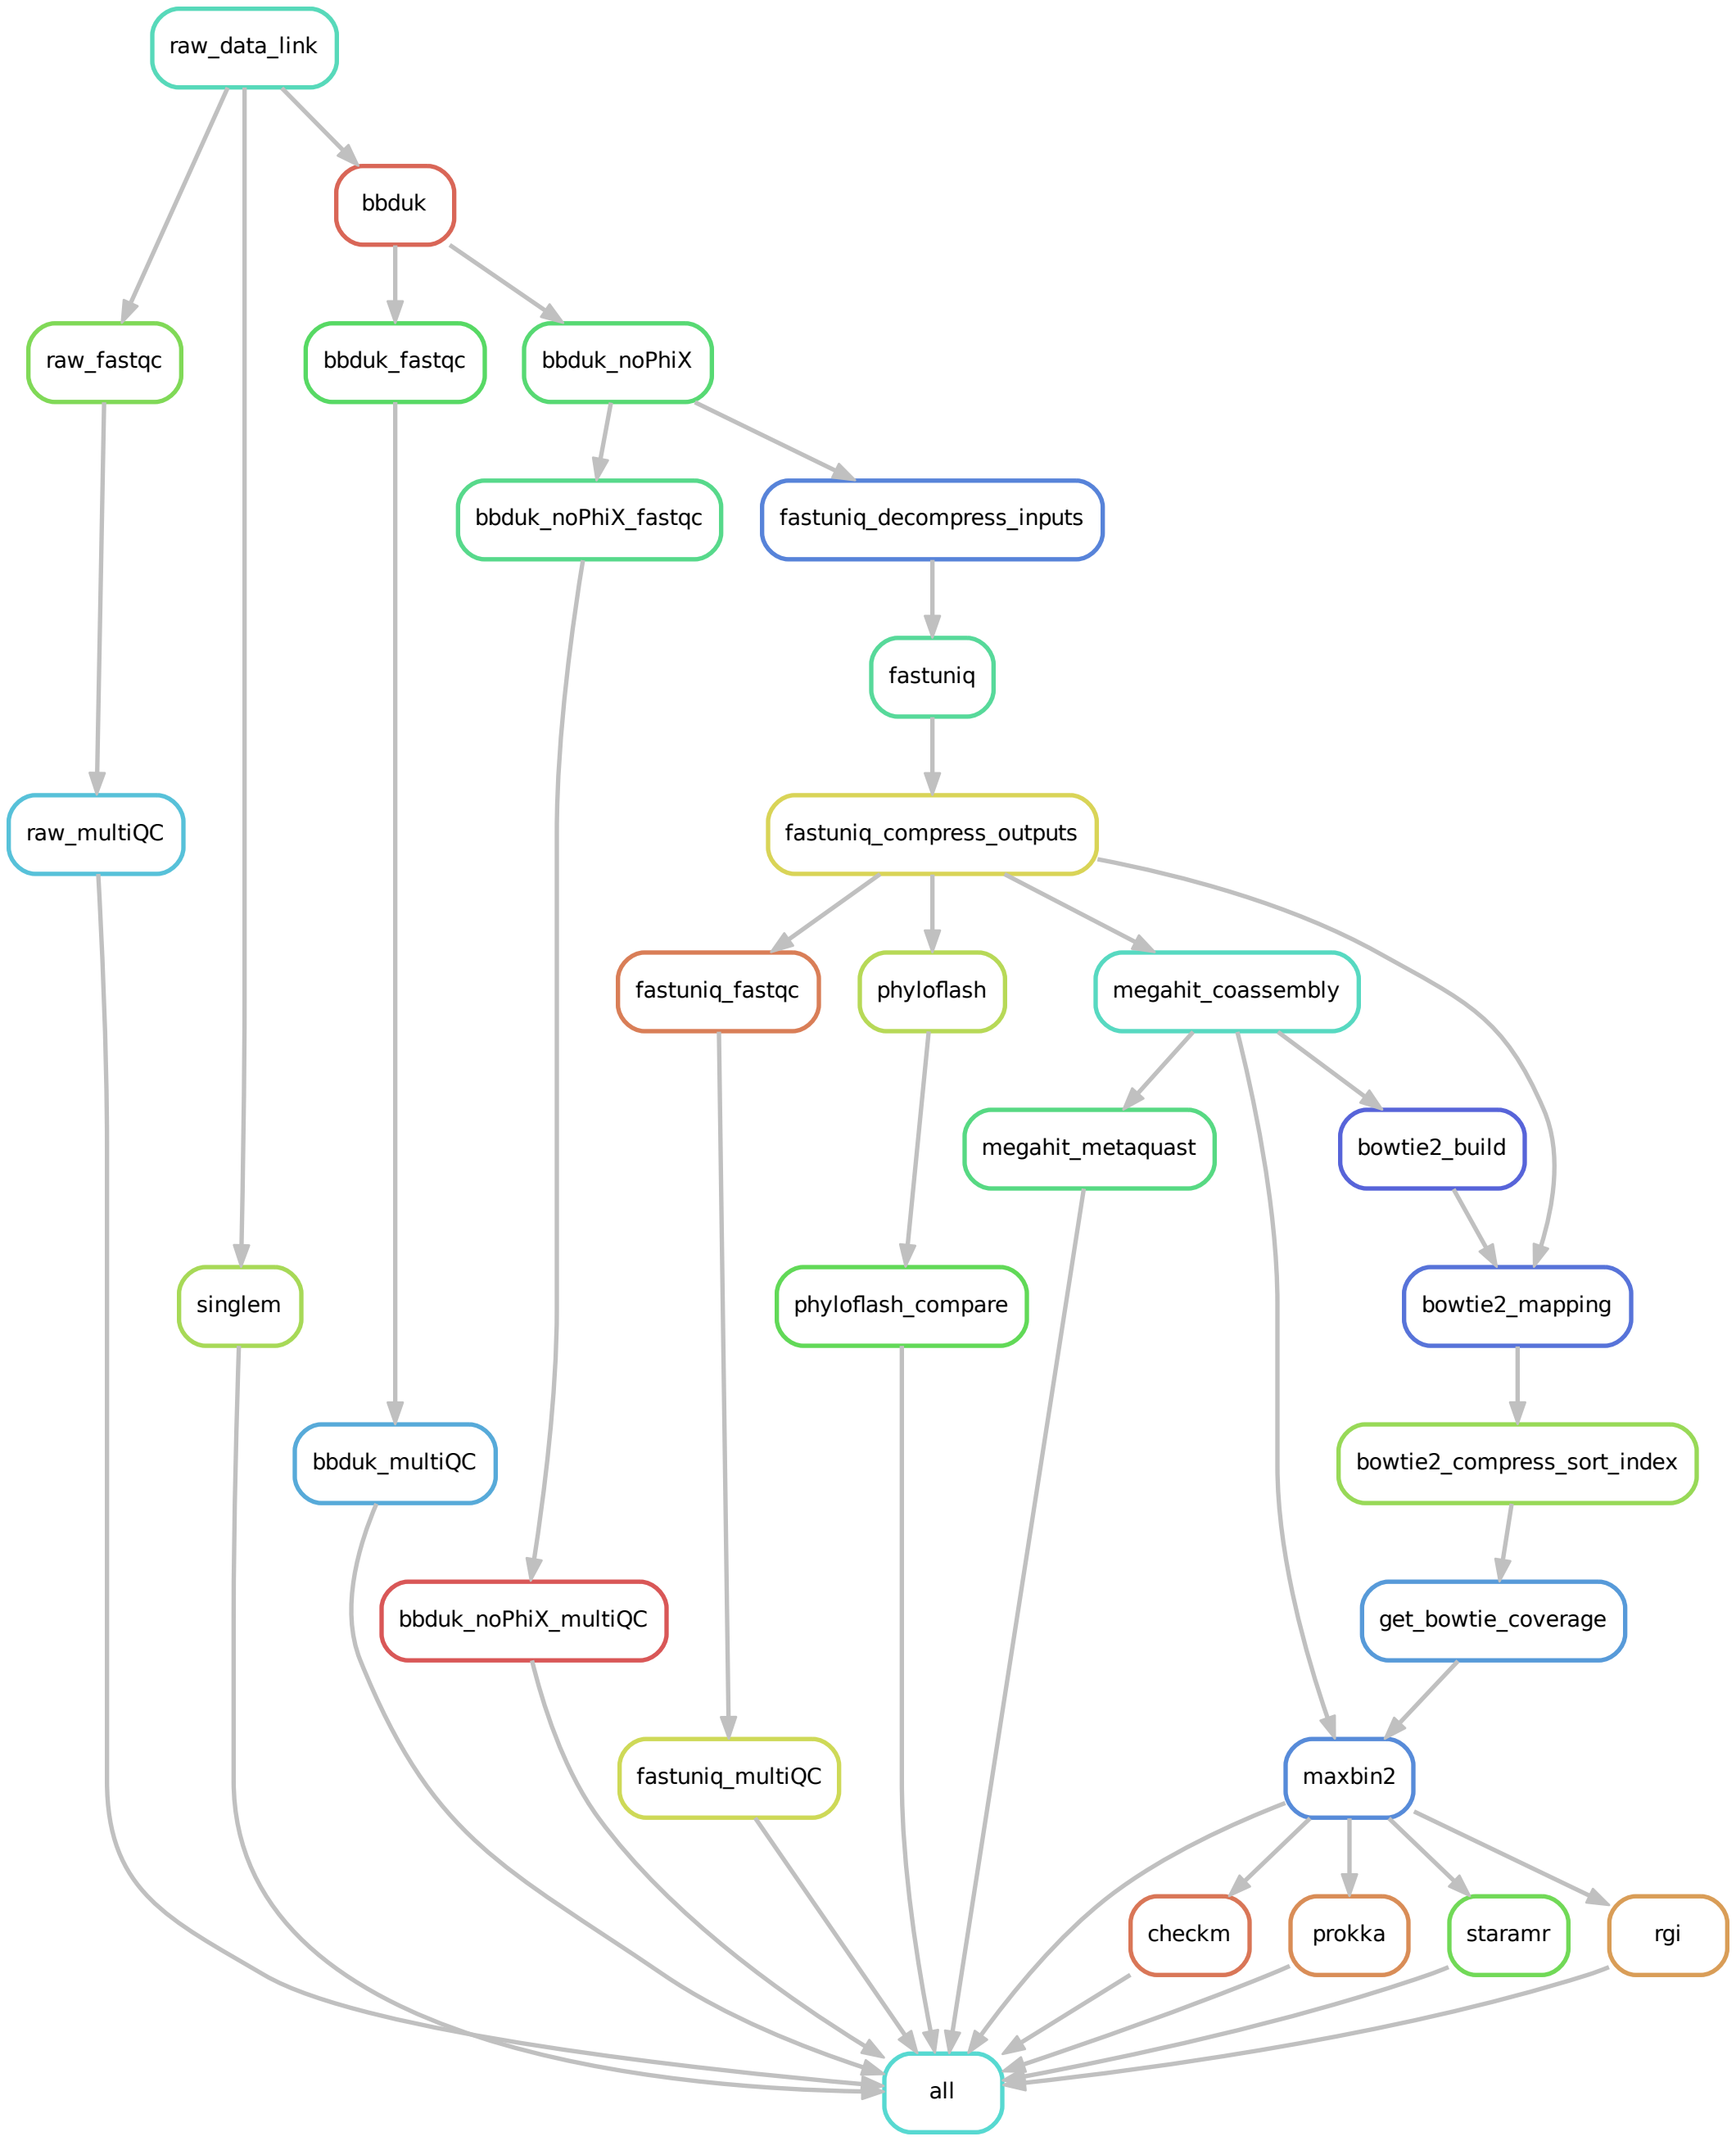 raw_data_link
bbduk
raw_fastqc
bbduk_fastqc
bbduk_noPhiX
bbduk_noPhiX_fastqc
fastuniq_decompress_inputs
fastuniq
raw_multiQC
fastuniq_compress_outputs
fastuniq_fastqc
phyloflash
megahit_coassembly
megahit_metaquast
bowtie2_build
singlem
phyloflash_compare
bowtie2_mapping
bbduk_multiQC
bowtie2_compress_sort_index
bbduk_noPhiX_multiQC
get_bowtie_coverage
fastuniq_multiQC
maxbin2
checkm
prokka
staramr
rgi
all